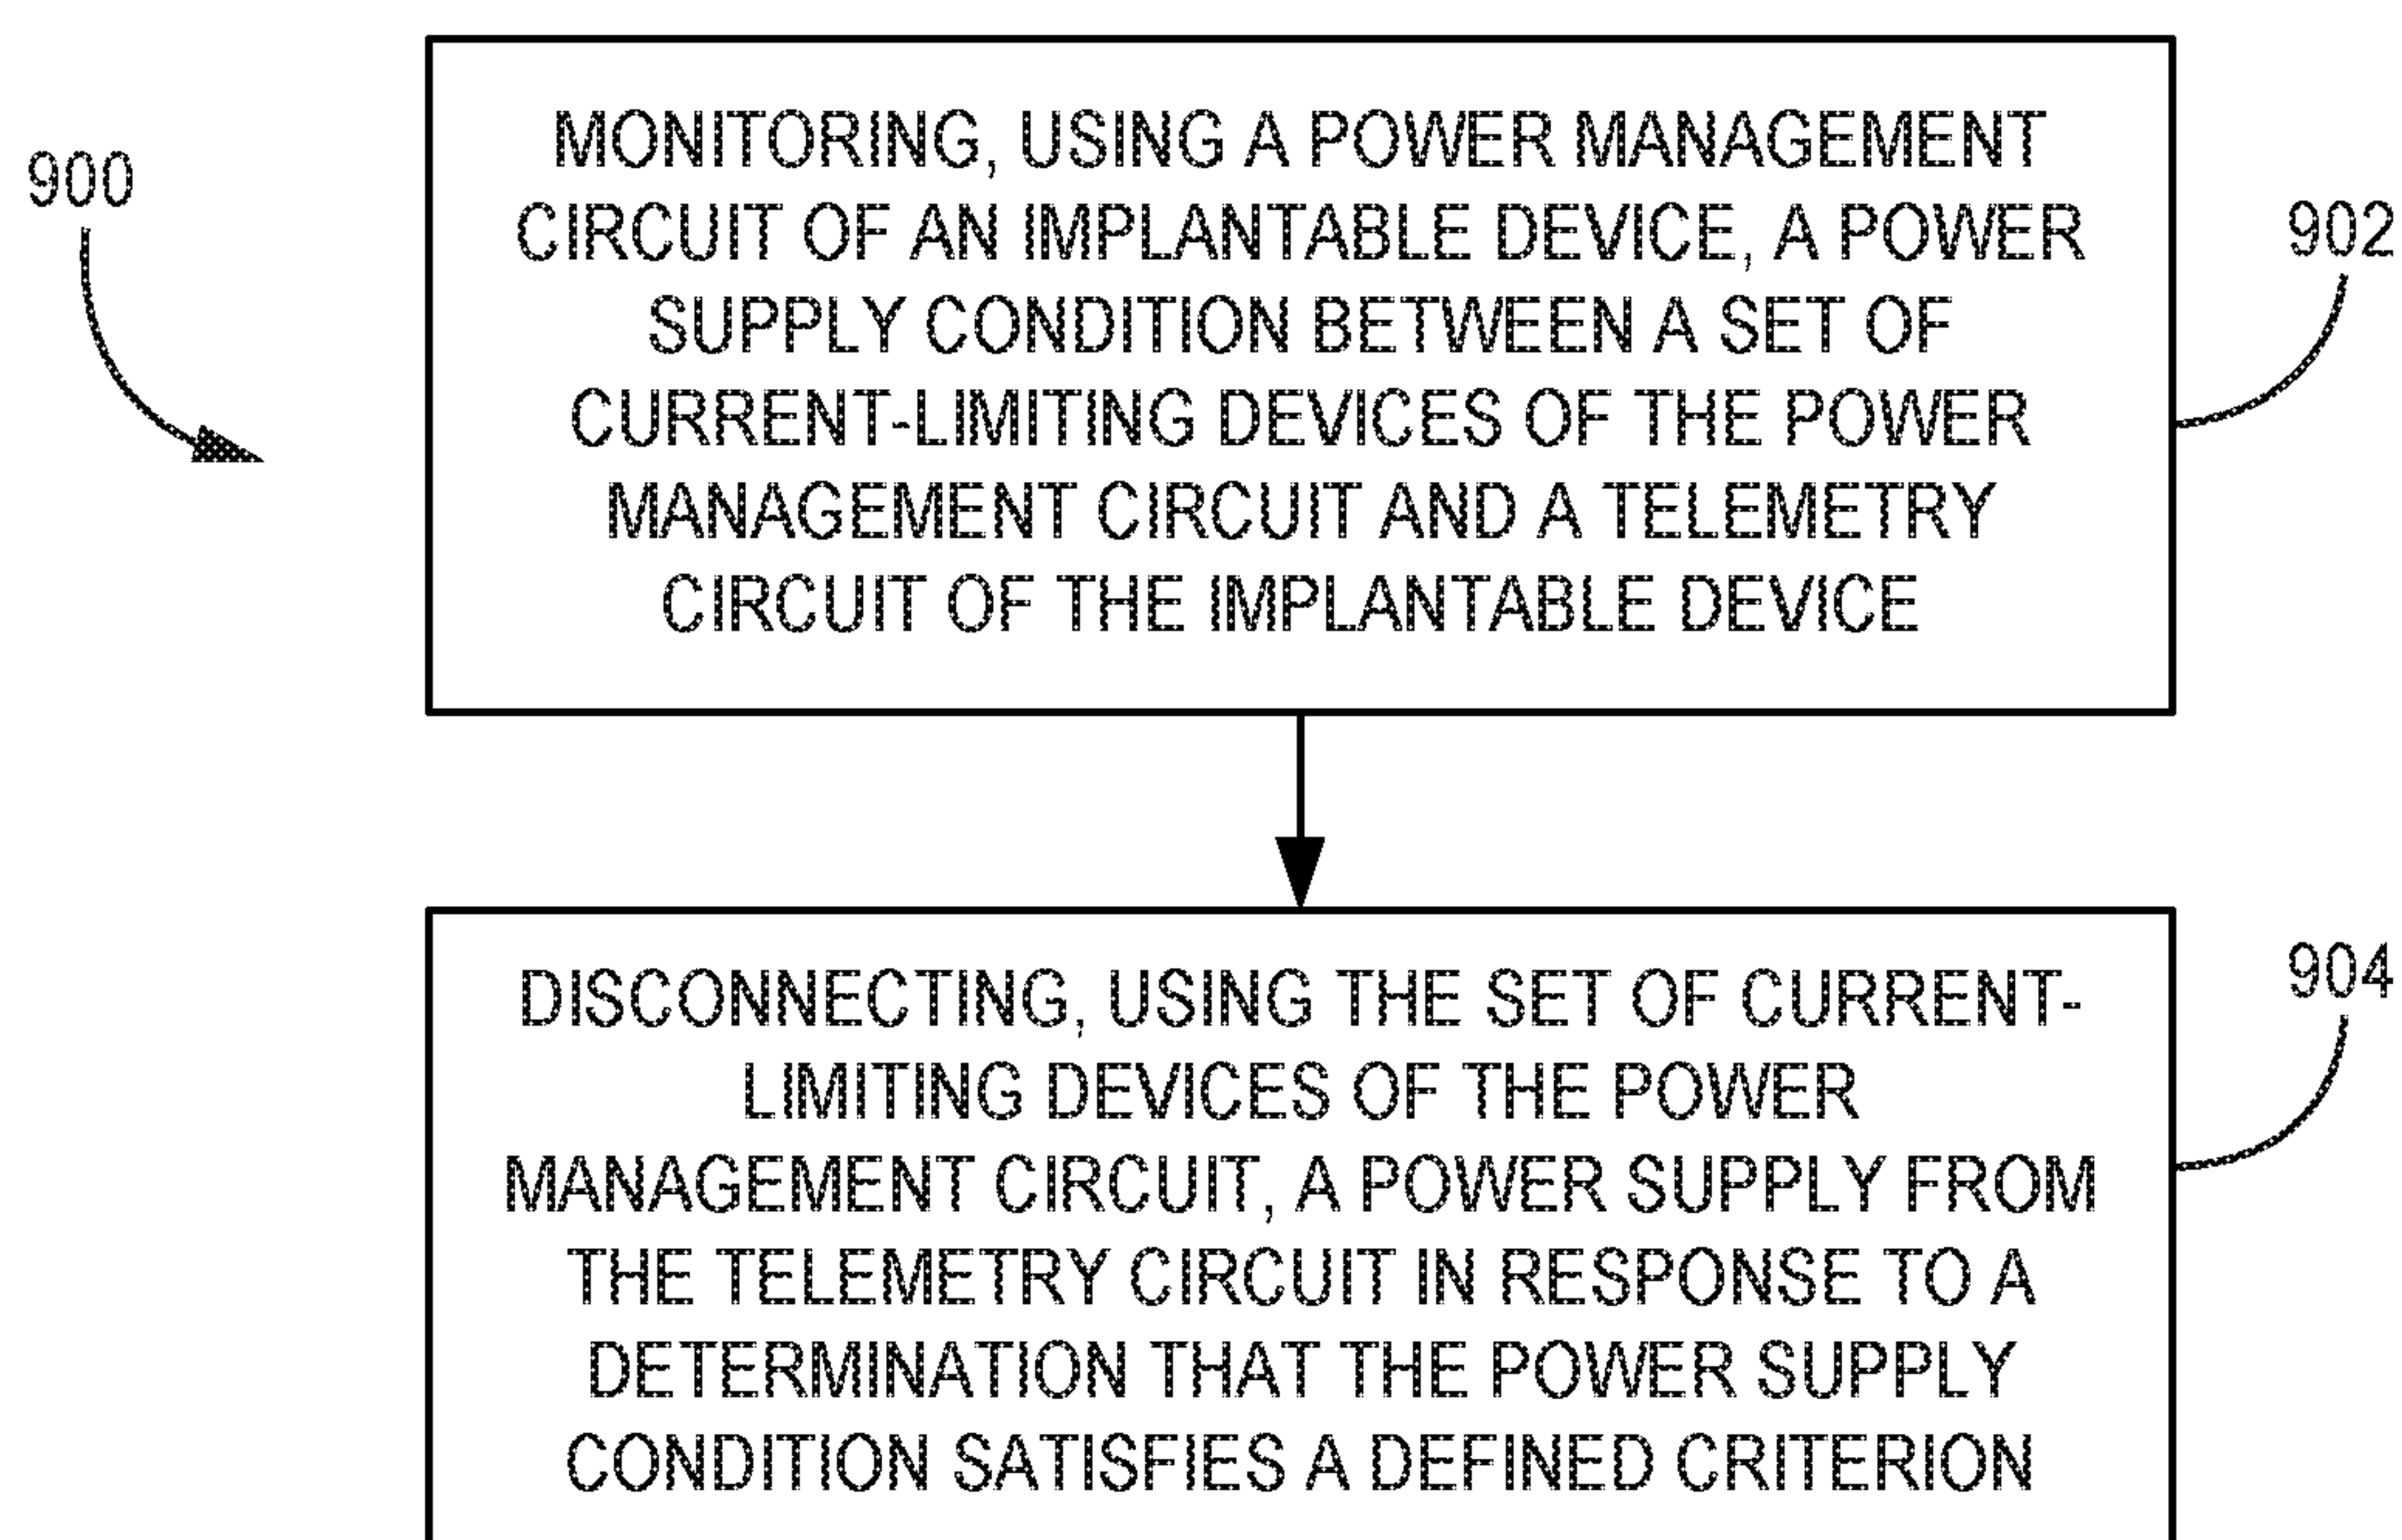 900
MONITORING, USING A POWER MANAGEMENT
CIRCUIT OF AN IMPLANTABLE DEVICE, A POWER
SUPPLY CONDITION BETWEEN A SET OF
CURRENT-LIMITING DEVICES OF THE POWER
MANAGEMENT CIRCUIT AND A TELEMETRY
CIRCUIT OF THE IMPLANTABLE DEVICE
902
DISCONNECTING, USING THE SET OF CURRENT-
LIMITING DEVICES OF THE POWER
MANAGEMENT CIRCUIT, A POWER SUPPLY FROM
THE TELEMETRY CIRCUIT IN RESPONSE TO A
DETERMINATION THAT THE POWER SUPPLY
CONDITION SATISFIES A DEFINED CRITERION
904